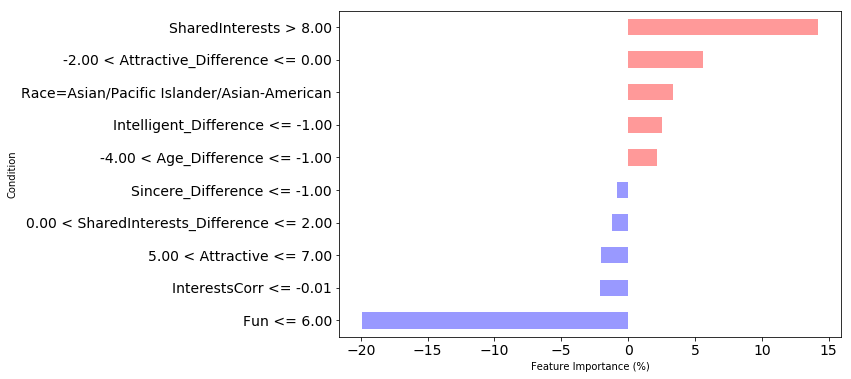 SharedInterests > 8.00
-2.00 < Attractive_Difference <= 0.00
Race=Asian/Pacific Islander/Asian-American
Intelligent_Difference <= -1.00
-4.00 < Age_Difference <= -1.00
Sincere_Difference <= -1.00
0.00 < SharedInterests_Difference <= 2.00
5.00 < Attractive <= 7.00
InterestsCorr <= -0.01
Fun <= 6.00
Condition
−20 −15 −10 −5 0 5 10 15
Feature Importance (%)